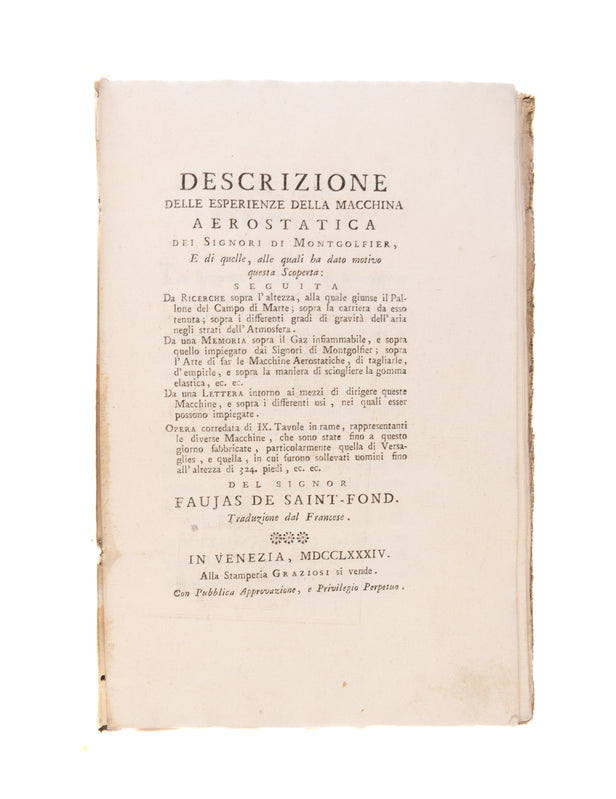 DESCRIZIONE
DELLE ESPERIENZE DELLA MACCHINA
AEROSTATICA
DEI SIGNORI DI MONTGOLFIER,
E di quelle, alle quali ha dato motivo
questa Scoperta:
SEGUITA
Da RICERCHE sopra l'altezza, alla quale giunse il Pal-
lone del Campo di Marte; sopra la carriera da esso
tenuta; sopra i differenti gradi di gravità dell'aria
negli strati dell'Atmosfera.
Da una MEMORIA sopra il Gaz infiammabile, e sopra
quello impiegato dai Signori di Montgolfier; sopra
l'Arte di far le Macchine Aerostatiche, di tagliarle,
d'empirle, e sopra la maniera di sciogliere la gomma
elastica, ec. ec.
Da una LETTERA intorno ai mezzi di dirigere queste
Macchine, e sopra i differenti usi, nei quali esser
possono impiegate.
OPERA corredata di IX. Tavole in rame, rappresentanti
le diverse Macchine, che sono state fino a questo
giorno fabbricate, particolarmente quella di Versa-
glies, e quella, in cui furono sollevati uomini fino
all'altezza di 324. piedi, ec. ec.
DEL SIGNOR
FAUJAS DE SAINT-FOND.
Traduzione dal Francese.
IN VENEZIA, MDCCLXXXIV.
Alla Stamperia GRAZIOSI si vende.
Con Pubblica Approvazione, e Privilegio Perpetuo.